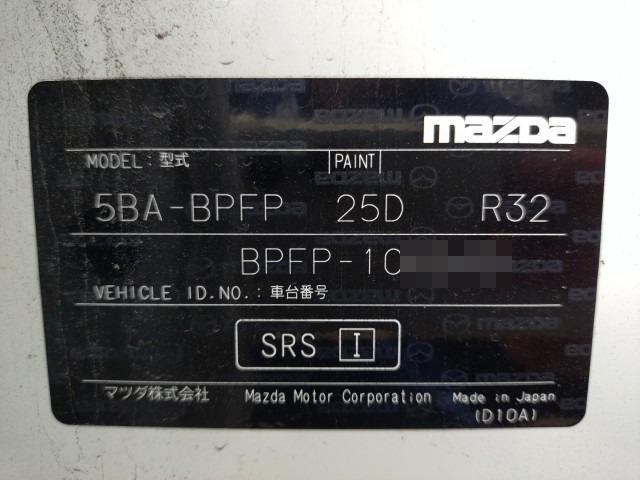 mazda
MODEL: 型式 PAINT
5BA-BPFP 25D R32
BPFP-10
VEHICLE ID.NO.: 車台番号
SRS I
マツダ株式会社 Mazda Motor Corporation Made in Japan
(D10A)